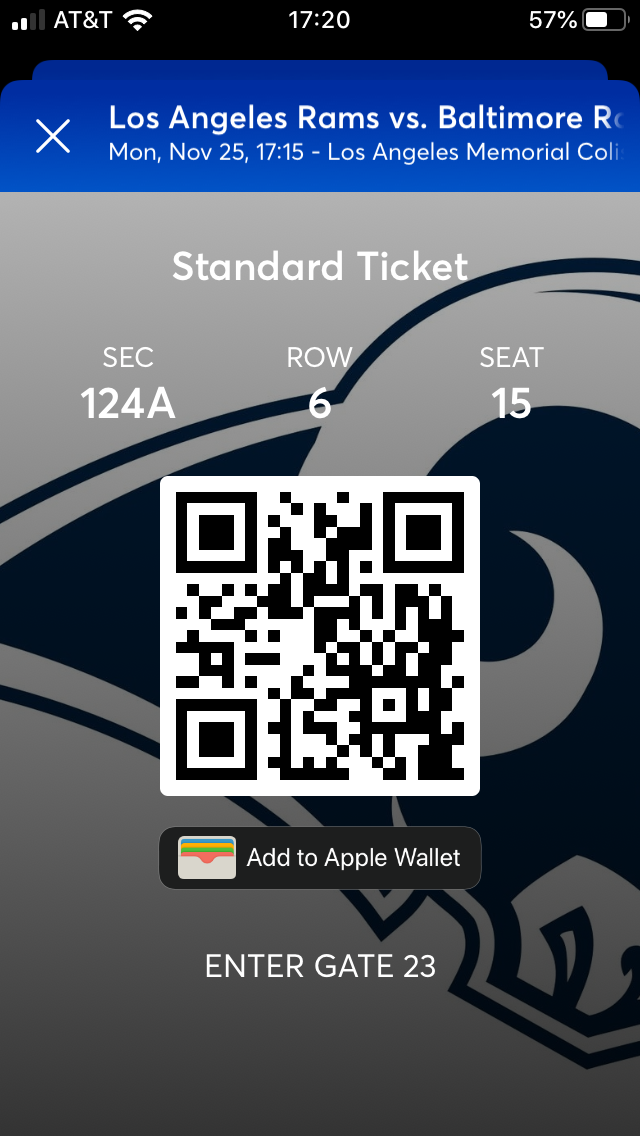 AT&T 17:20 57%
Los Angeles Rams vs. Baltimore
Mon, Nov 25, 17:15 - Los Angeles Memorial
Standard Ticket
SEC ROW SEAT
124A 6 15
Add to Apple Wallet
ENTER GATE 23